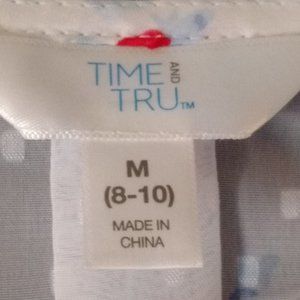 TIME AND
TRU™
M
(8-10)
MADE IN
CHINA